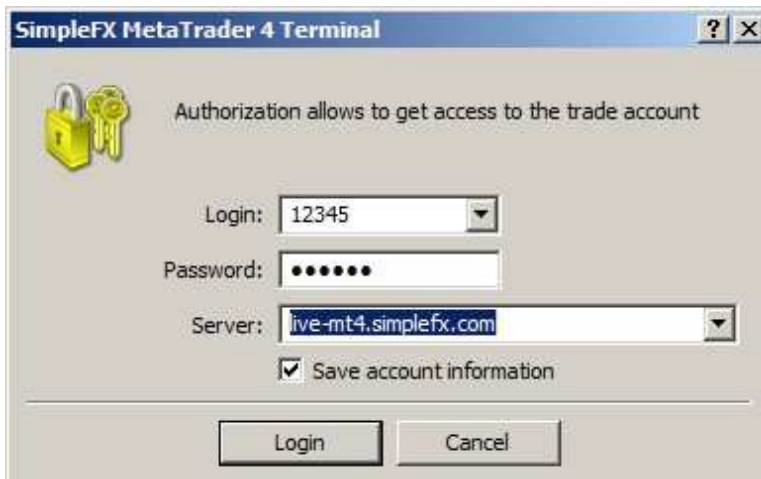 SimpleFX MetaTrader 4 Terminal
Authorization allows to get access to the trade account
Login: 12345
Password: ●●●●●●
Server: live-mt4.simplefx.com
Save account information
Login Cancel